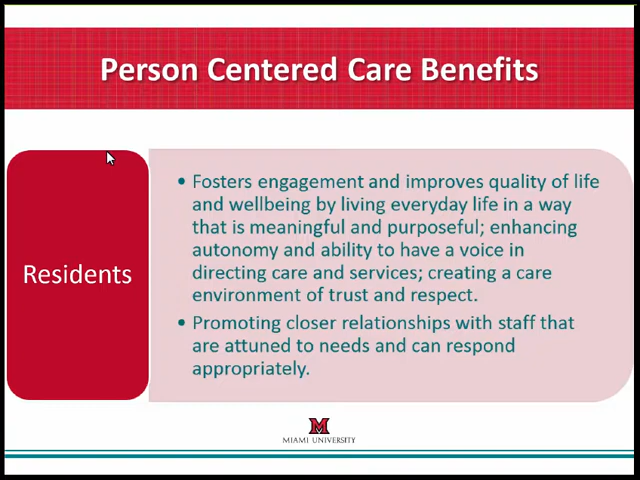 Person Centered Care Benefits
Residents
• Fosters engagement and improves quality of life
and wellbeing by living everyday life in a way
that is meaningful and purposeful; enhancing
autonomy and ability to have a voice in
directing care and services; creating a care
environment of trust and respect.
• Promoting closer relationships with staff that
are attuned to needs and can respond
appropriately.
M
MIAMI UNIVERSITY